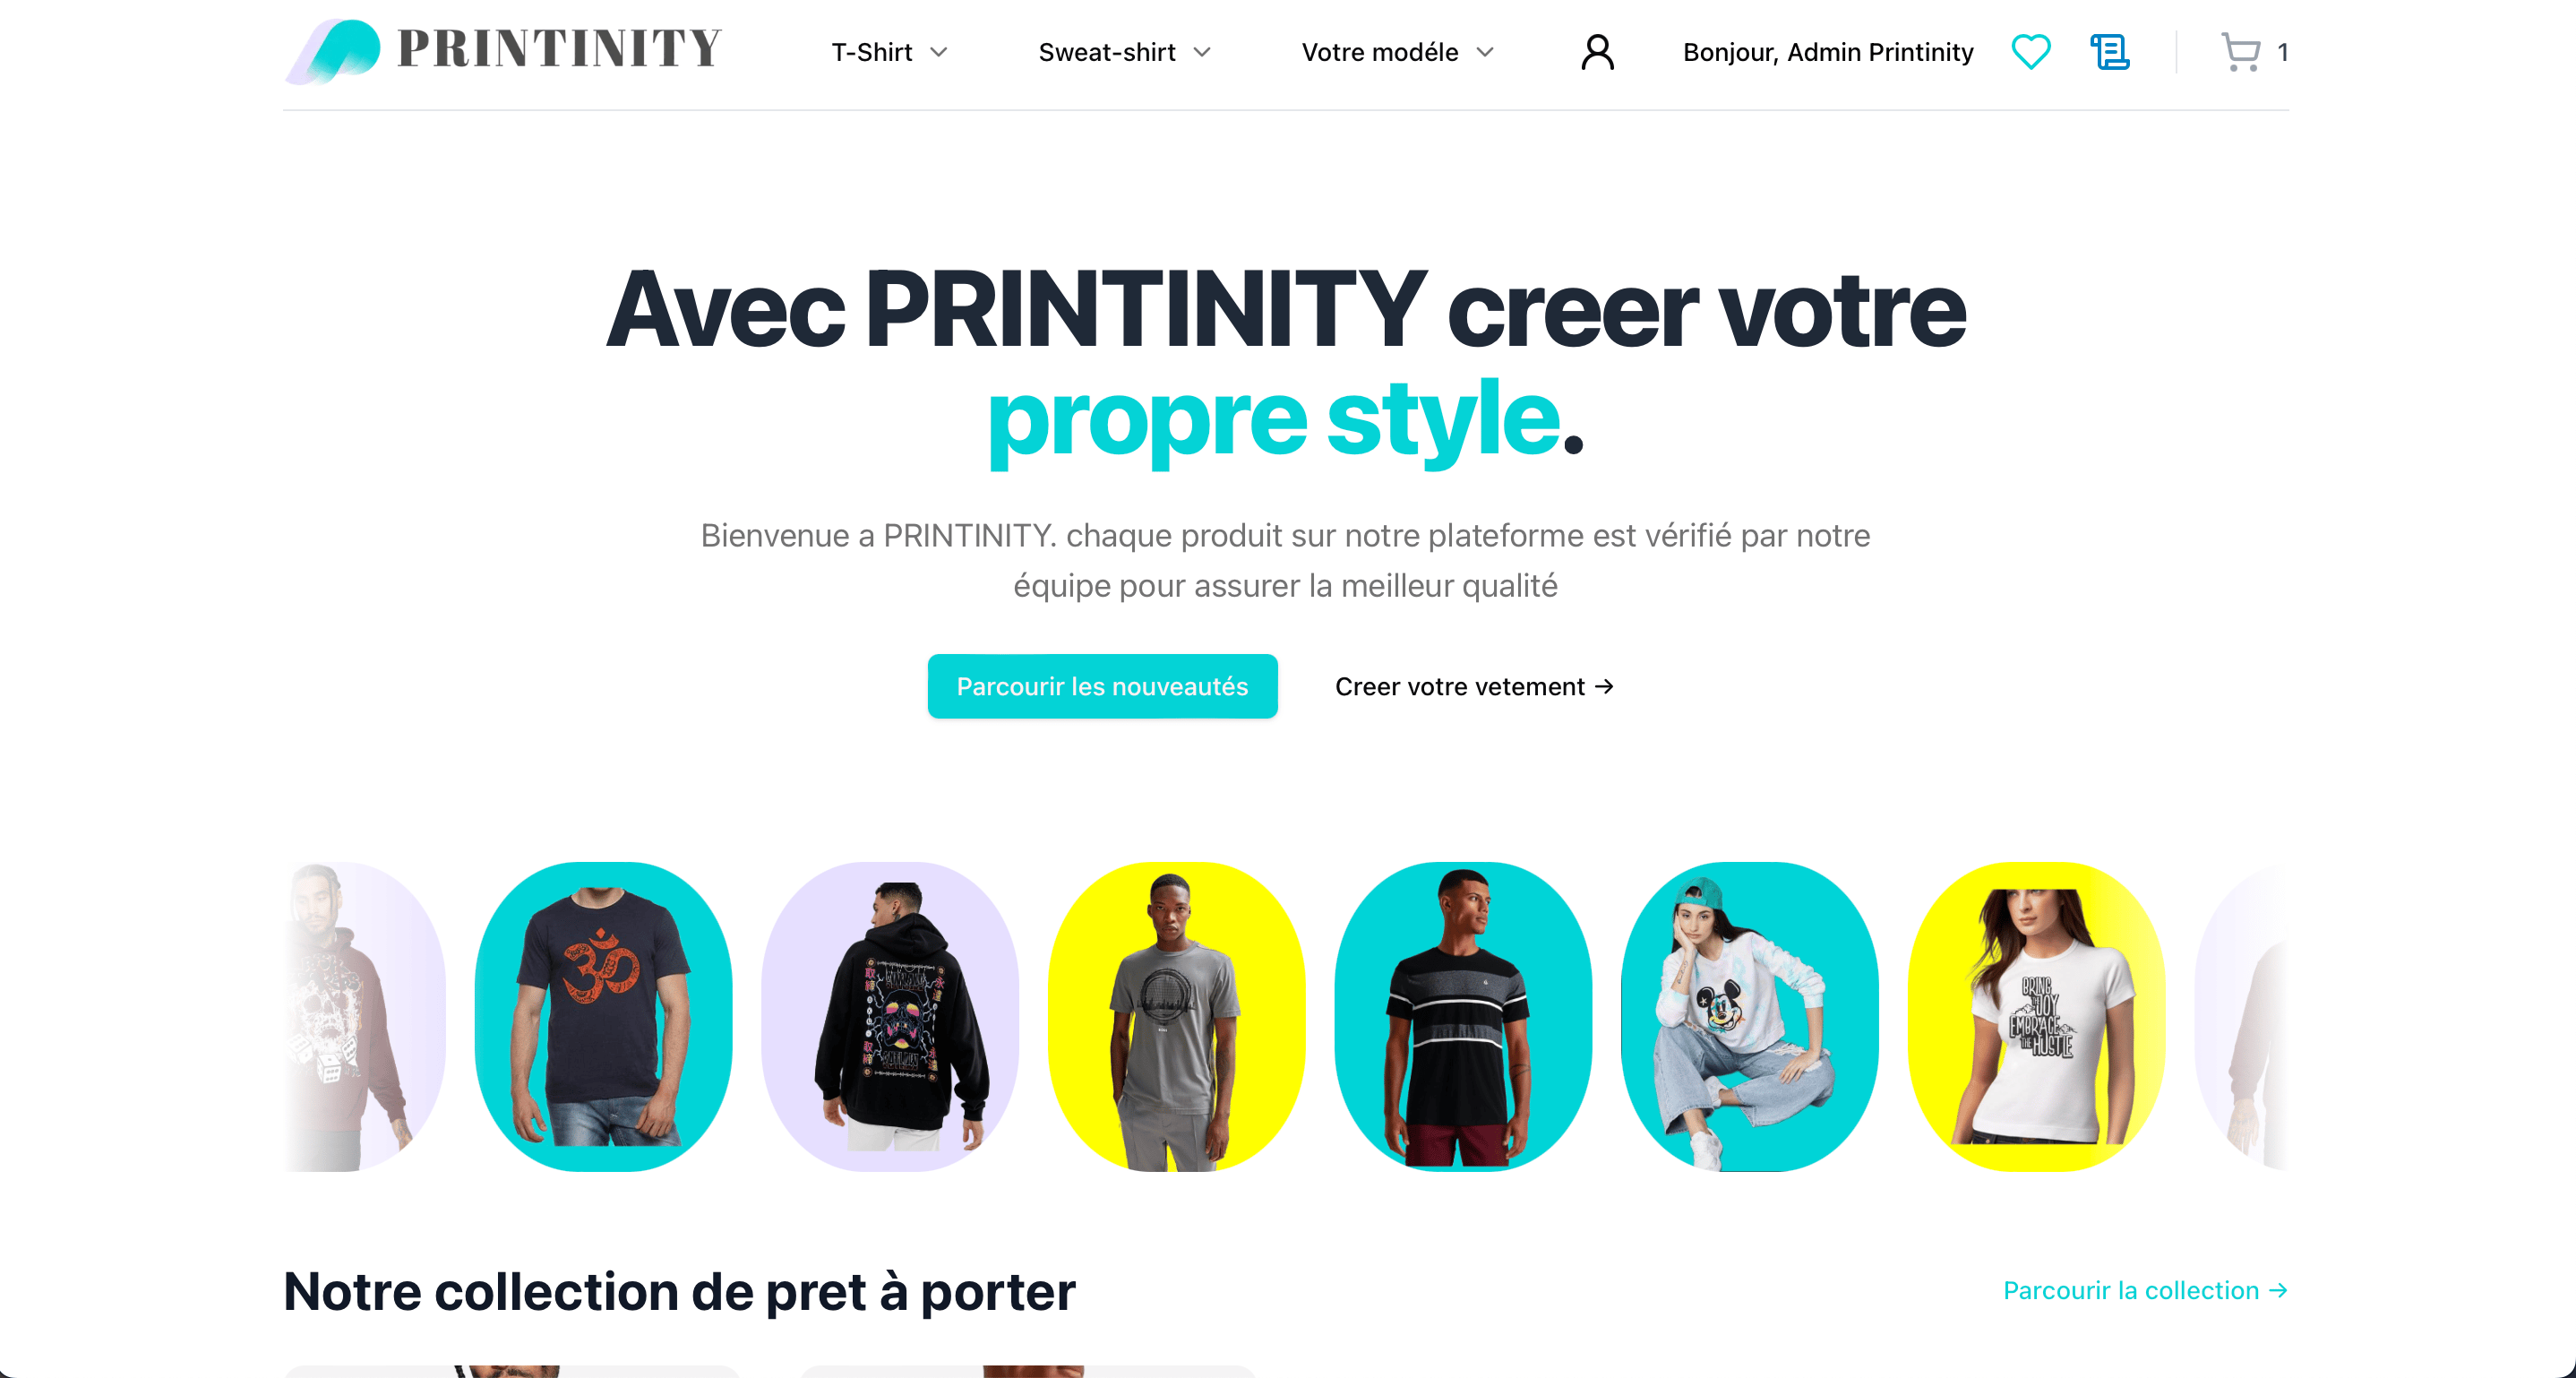 PRINTINITY
T-Shirt
Sweat-shirt
Votre modéle
Bonjour, Admin Printinity
1
Avec PRINTINITY creer votre
propre style.
Bienvenue a PRINTINITY. chaque produit sur notre plateforme est vérifié par notre
équipe pour assurer la meilleur qualité
Parcourir les nouveautés
Creer votre vetement →
BRING
THE JOY
EMBRACE
THE HUSTLE
Notre collection de pret à porter
Parcourir la collection →